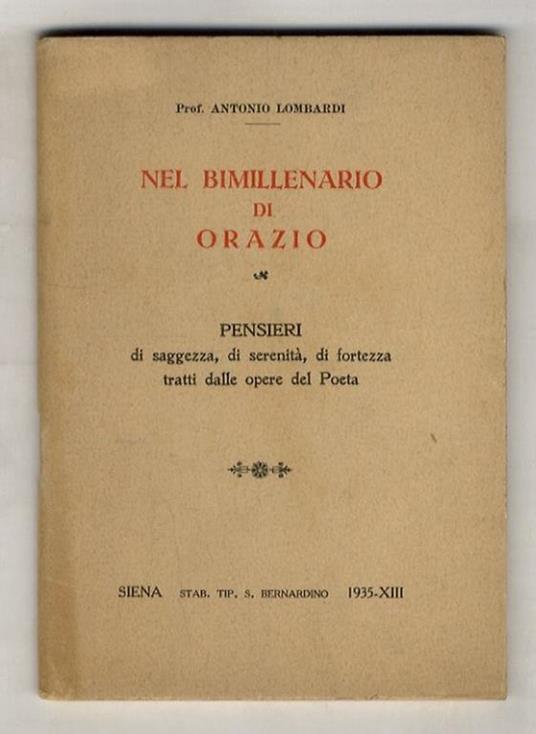 Prof. ANTONIO LOMBARDI
NEL BIMILLENARIO
DI
ORAZIO
PENSIERI
di saggezza, di serenità, di fortezza
tratti dalle opere del Poeta
SIENA STAB. TIP. S. BERNARDINO 1935-XIII